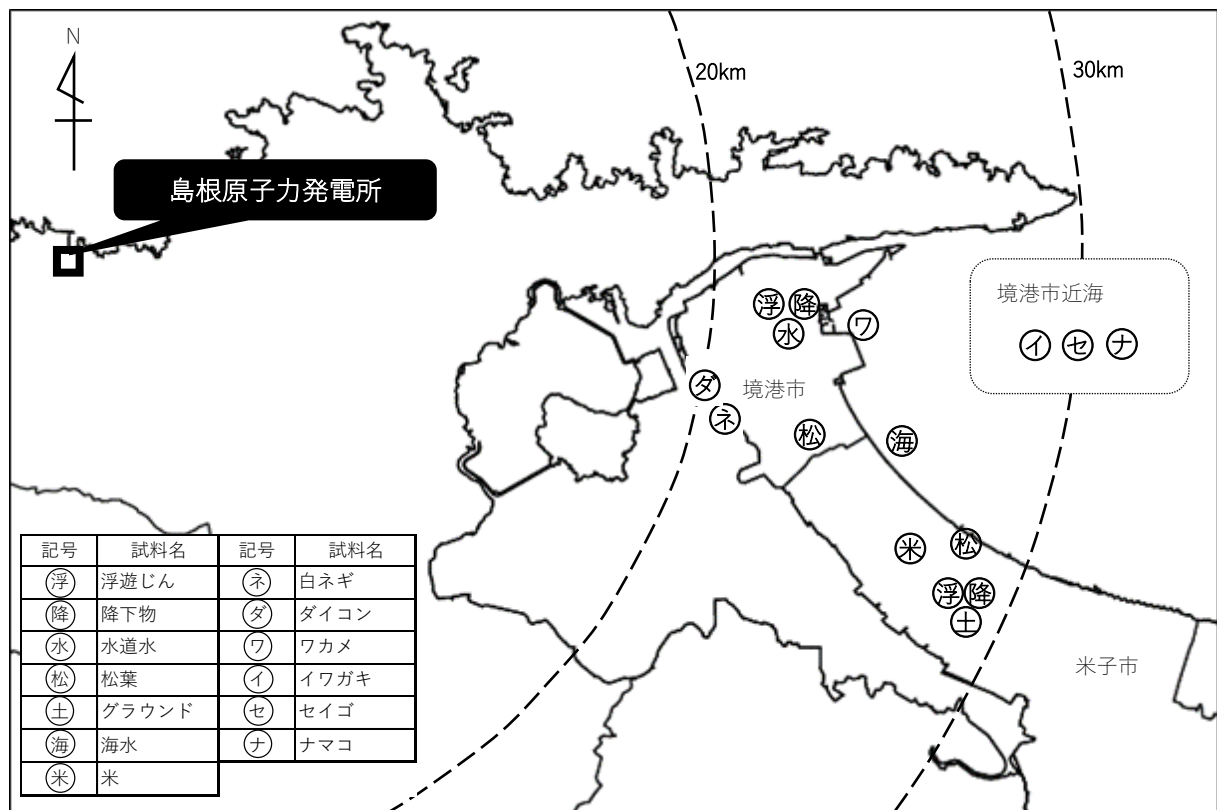 N
20km
30km
島根原子力発電所
境港市近海
イ セ ナ
浮 降
水
ワ
ダ
境港市
ネ
松
海
米
松
浮 降
土
米子市
記号 試料名 記号 試料名
浮 浮遊じん ネ 白ネギ
降 降下物 ダ ダイコン
水 水道水 ワ ワカメ
松 松葉 イ イワガキ
土 グラウンド セ セイゴ
海 海水 ナ ナマコ
米 米